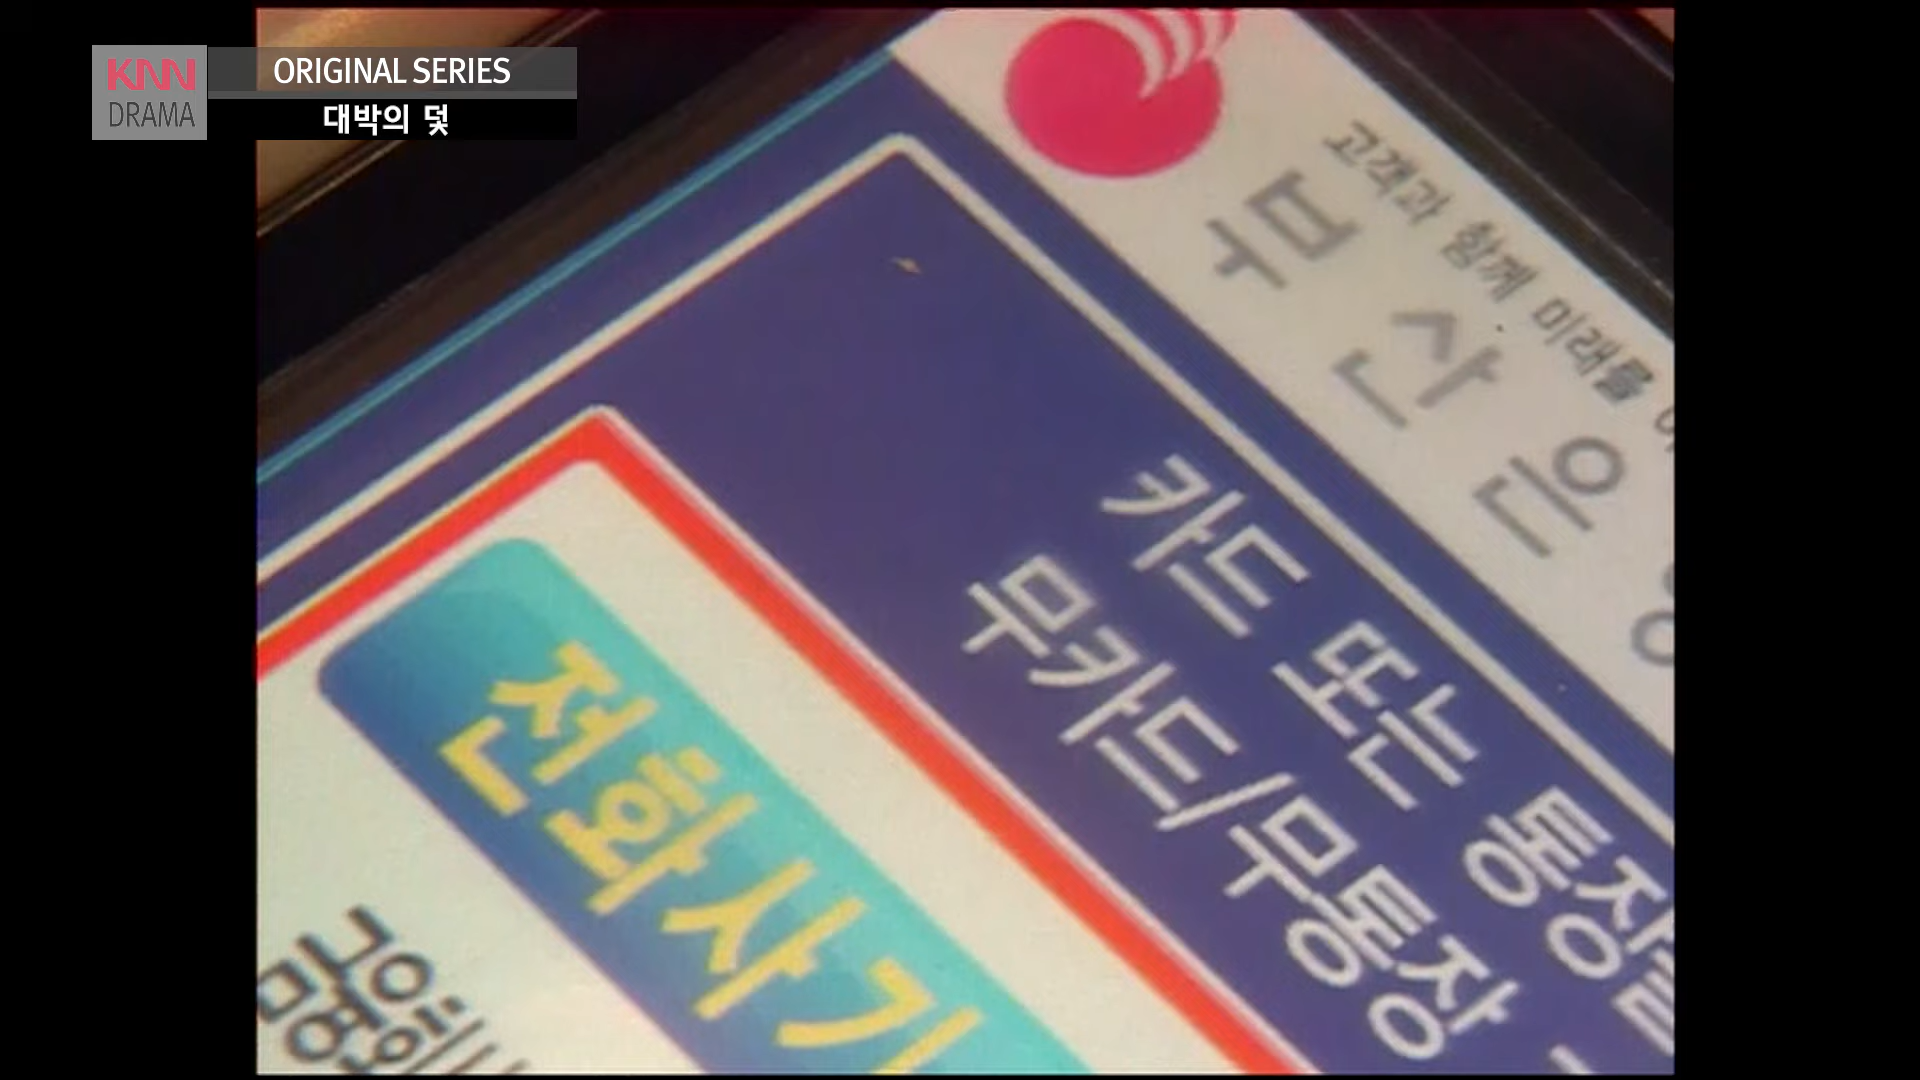 KNN
DRAMA
ORIGINAL SERIES
대박의 덫
고객과 함께 미래를
부산은
카드 또는 통장을
무카드/무통장
전화사기